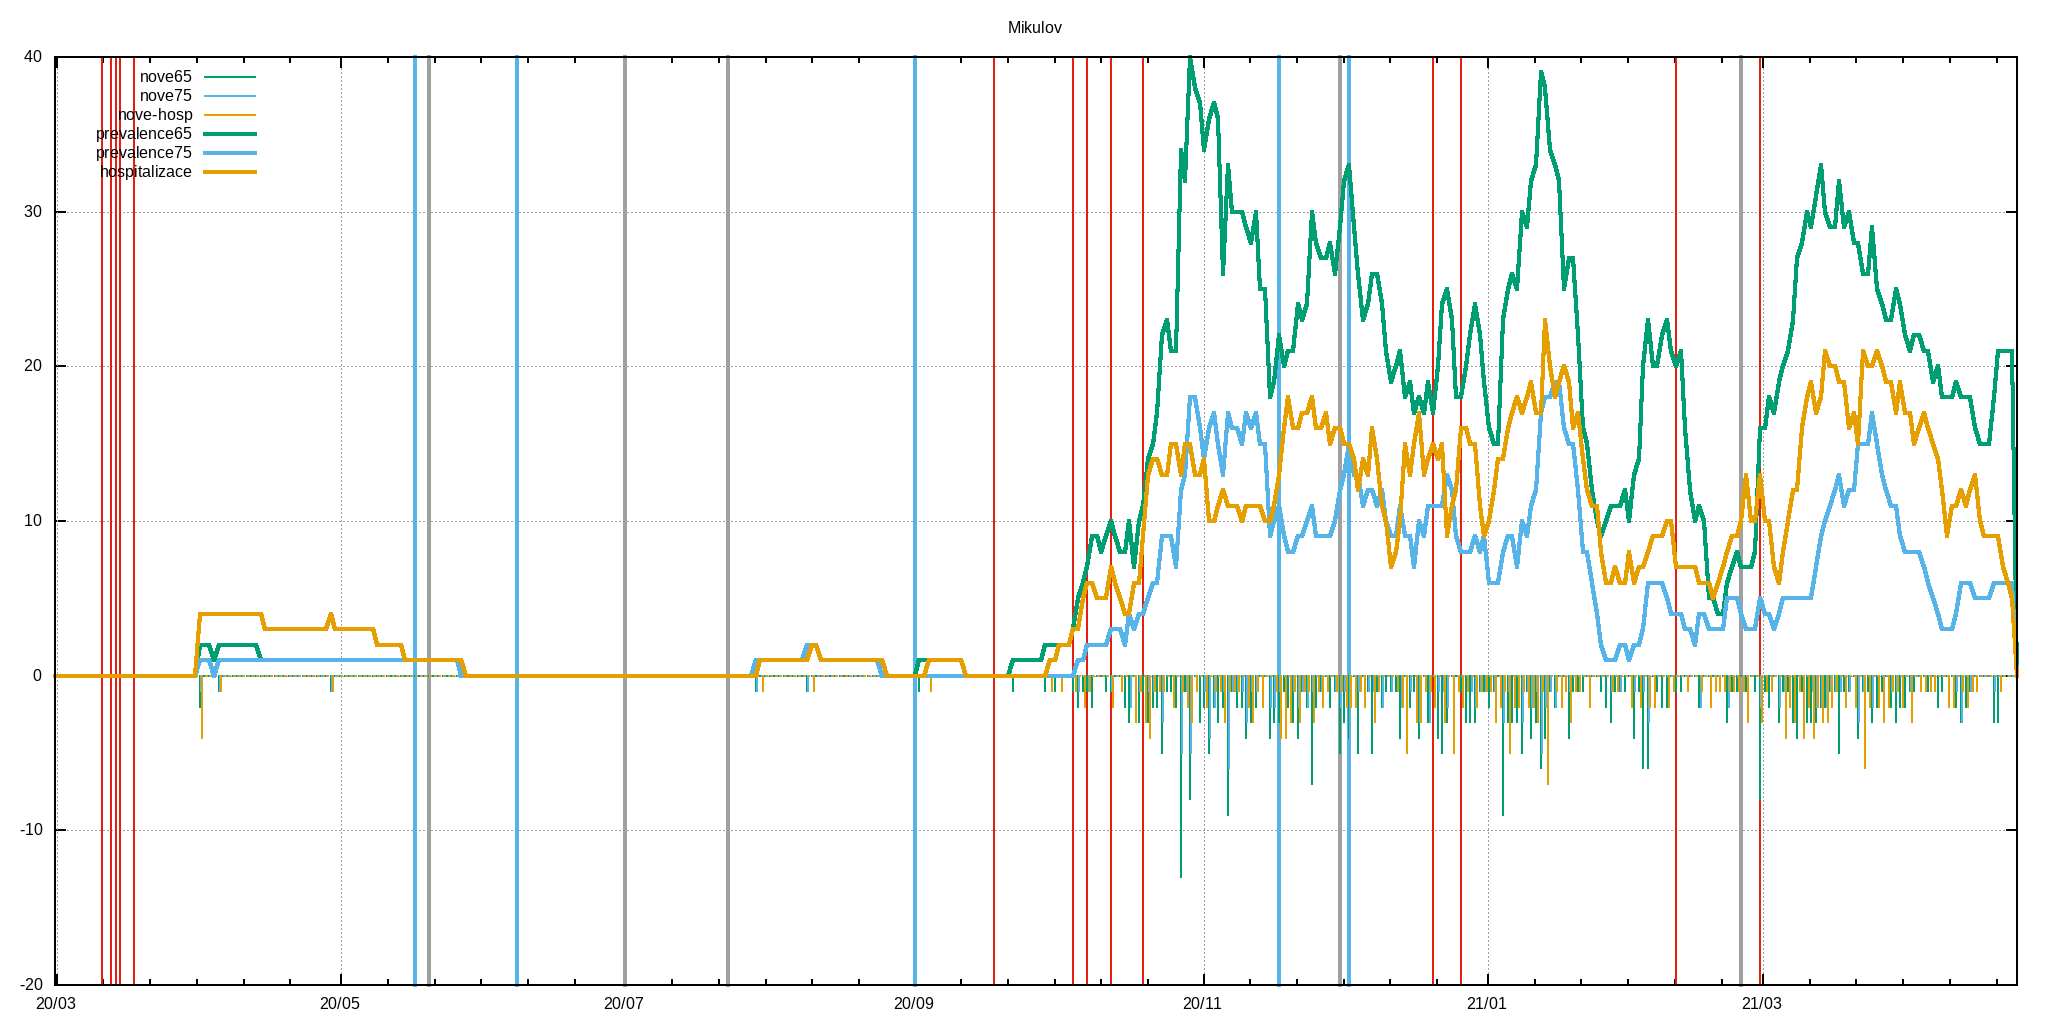 Mikulov
40
nove65
nove75
nove-hosp
prevalence65
prevalence75
hospitalizace
30
20
10
0
-10
-20
20/03 20/05 20/07 20/09 20/11 21/01 21/03